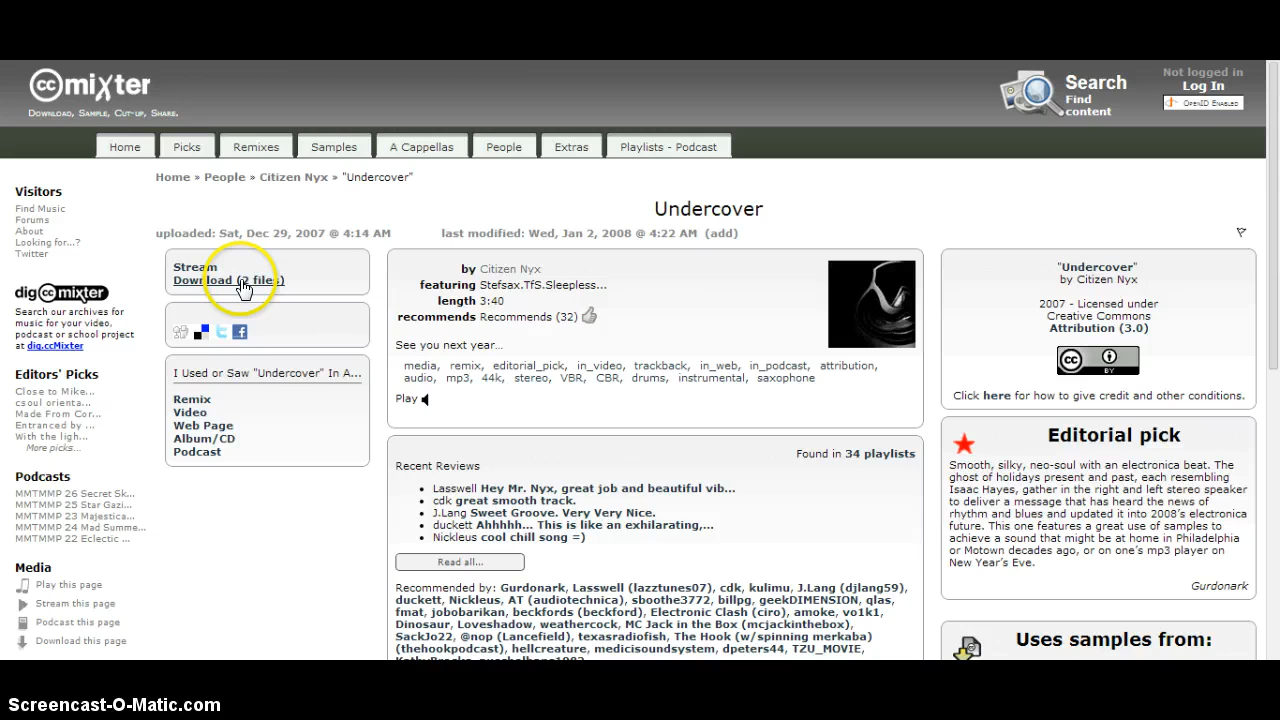 ccmixter
Download, Sample, Cut-up, Share.
Search
Find
content
Not logged in
Log In
OpenID Enabled
Home
Picks
Remixes
Samples
A Cappellas
People
Extras
Playlists - Podcast
Visitors
Find Music
Forums
About
Looking for...?
Twitter
dig ccmixter
Search our archives for
music for your video,
podcast or school project
at dig.ccMixter
Editors' Picks
Close to Mike...
csoul orienta...
Made From Cor...
Entranced by ...
With the ligh...
More picks...
Podcasts
MMTMMP 26 Secret Sk...
MMTMMP 25 Star Gazi...
MMTMMP 23 Majestica...
MMTMMP 24 Mad Summe...
MMTMMP 22 Eclectic ...
Media
Play this page
Stream this page
Podcast this page
Download this page
Home » People » Citizen Nyx » "Undercover"
Undercover
uploaded: Sat, Dec 29, 2007 @ 4:14 AM
last modified: Wed, Jan 2, 2008 @ 4:22 AM (add)
Stream
Download (2 files)
I Used or Saw "Undercover" In A...
Remix
Video
Web Page
Album/CD
Podcast
by Citizen Nyx
featuring Stefsax.TfS.Sleepless...
length 3:40
recommends Recommends (32)
See you next year...
media, remix, editorial_pick, in_video, trackback, in_web, in_podcast, attribution,
audio, mp3, 44k, stereo, VBR, CBR, drums, instrumental, saxophone
Play
Found in 34 playlists
Recent Reviews
Lasswell Hey Mr. Nyx, great job and beautiful vib...
cdk great smooth track.
J.Lang Sweet Groove. Very Very Nice.
duckett Ahhhhh... This is like an exhilarating,...
Nickleus cool chill song =)
Read all...
Recommended by: Gurdonark, Lasswell (lazztunes07), cdk, kulimu, J.Lang (djlang59),
duckett, Nickleus, AT (audiotechnica), sboothe3772, billpg, geekDIMENSION, qlas,
fmat, jobobarikan, beckfords (beckford), Electronic Clash (ciro), amoke, vo1k1,
Dinosaur, Loveshadow, weathercock, MC Jack in the Box (mcjackinthebox),
SackJo22, @nop (Lancefield), texasradiofish, The Hook (w/spinning merkaba)
(thehookpodcast), hellcreature, medicisoundsystem, dpeters44, TZU_MOVIE,
"Undercover"
by Citizen Nyx
2007 - Licensed under
Creative Commons
Attribution (3.0)
cc
BY
Click here for how to give credit and other conditions.
Editorial pick
Smooth, silky, neo-soul with an electronica beat. The
ghost of holidays present and past, each resembling
Isaac Hayes, gather in the right and left stereo speaker
to deliver a message that has heard the news of
rhythm and blues and updated it into 2008's electronica
future. This one features a great use of samples to
achieve a sound that might be at home in Philadelphia
or Motown decades ago, or on one's mp3 player on
New Year's Eve.
Gurdonark
Uses samples from:
Screencast-O-Matic.com